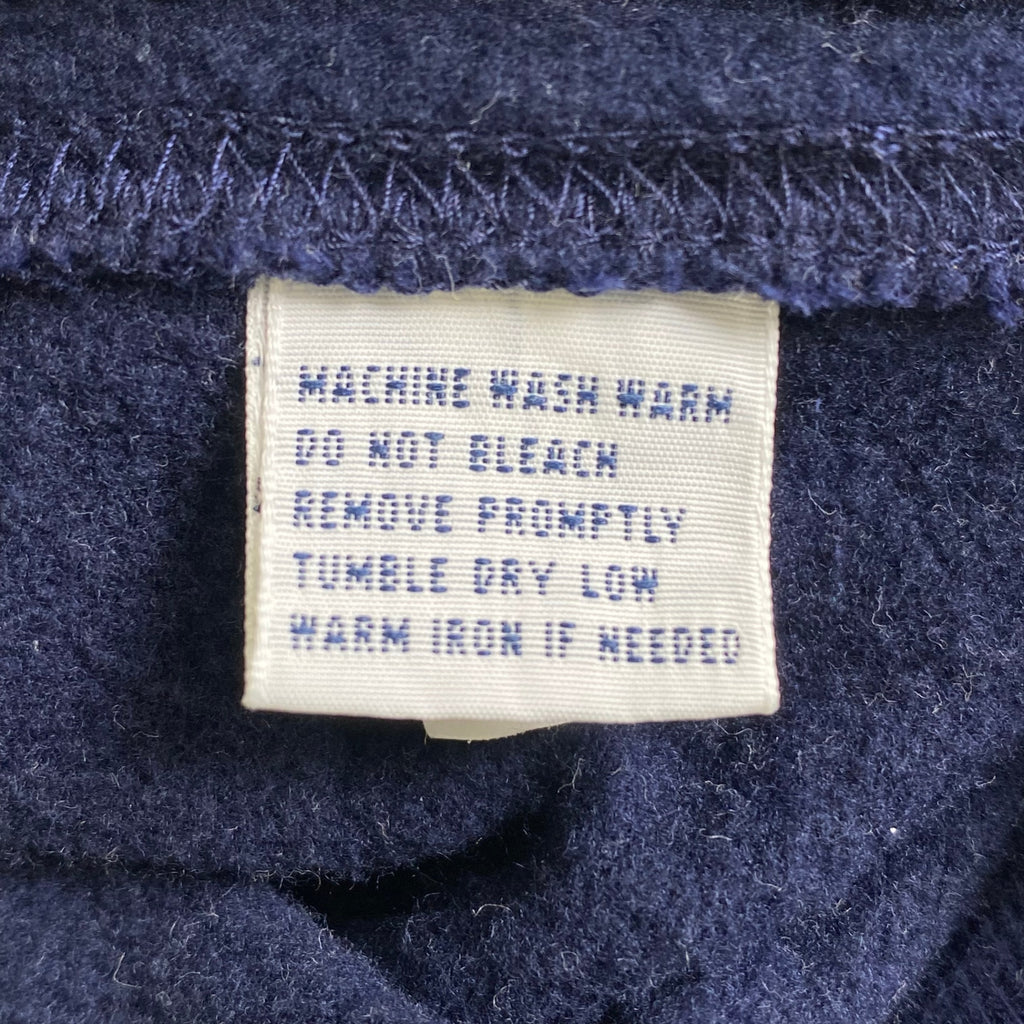 MACHINE WASH WARM
DO NOT BLEACH
REMOVE PROMPTLY
TUMBLE DRY LOW
WARM IRON IF NEEDED